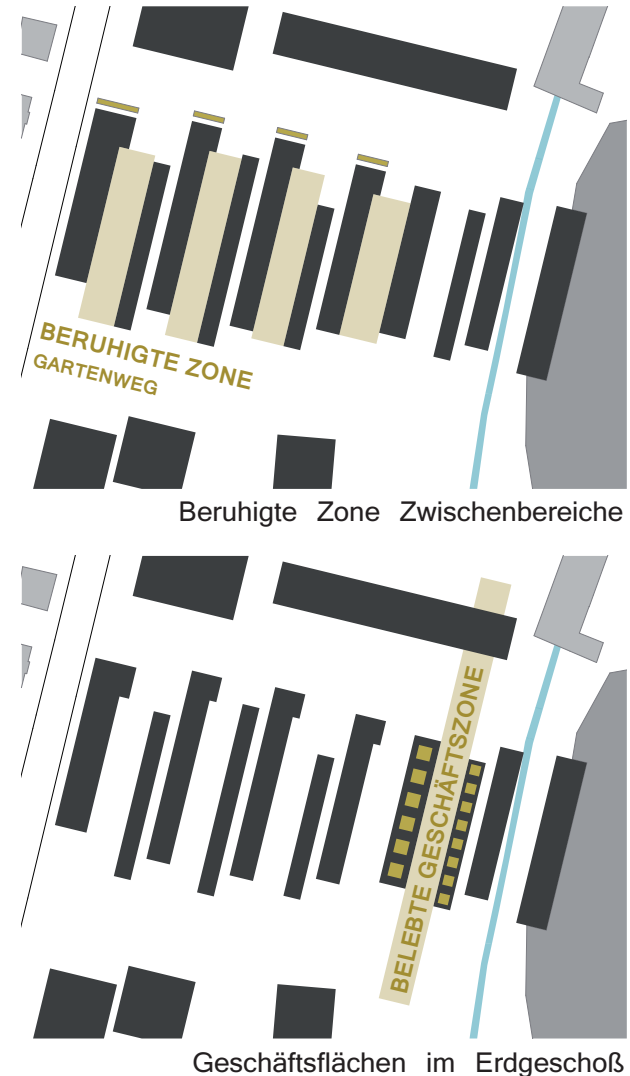 BERUHIGTE ZONE
GARTENWEG
Beruhigte Zone Zwischenbereiche
BELEBTE GESCHÄFTSZONE
Geschäftsflächen im Erdgeschoß